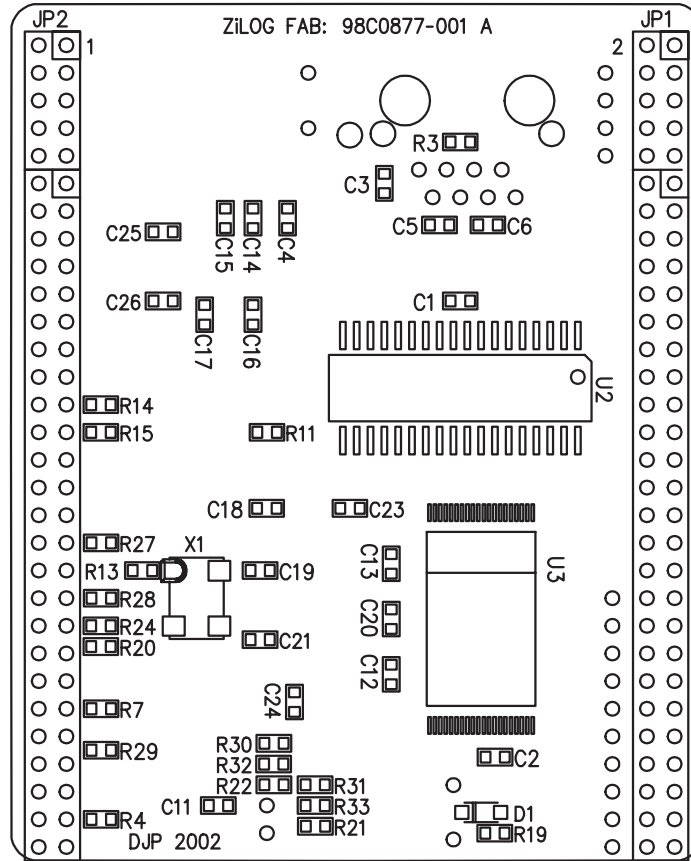 JP2
ZiLOG FAB: 98C0877-001 A
JP1
1
2
R3
C3
C25
C15
C14
C4
C5
C6
C26
C17
C16
C1
U2
R14
R15
R11
C18
C23
R27
X1
R13
C19
C13
U3
R28
R24
R20
C21
C20
C12
R7
C24
R29
R30
R32
R22
C2
R31
C11
R33
R4
R21
D1
R19
DJP 2002